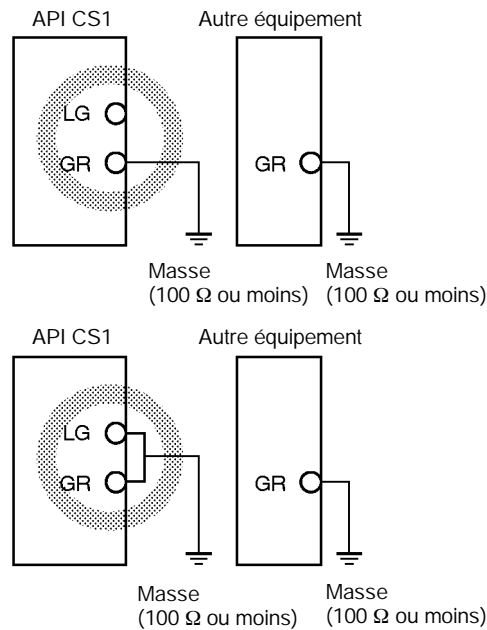 API CS1
Autre équipement
LG
GR
GR
Masse
(100 Ω ou moins)
Masse
(100 Ω ou moins)
API CS1
Autre équipement
LG
GR
GR
Masse
(100 Ω ou moins)
Masse
(100 Ω ou moins)